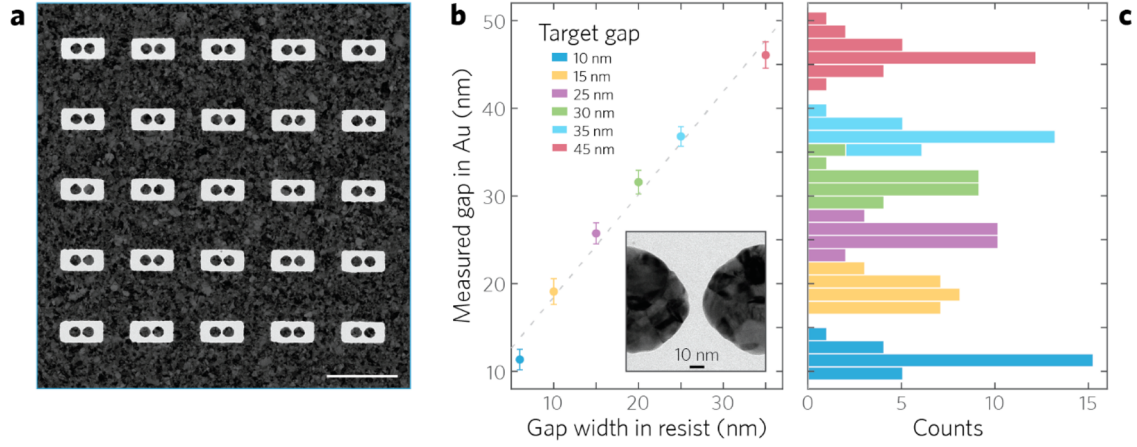 a
b
c
Target gap
10 nm
15 nm
25 nm
30 nm
35 nm
45 nm
50
40
30
20
10
Measured gap in Au (nm)
10 nm
10
20
30
Gap width in resist (nm)
0
5
10
15
Counts